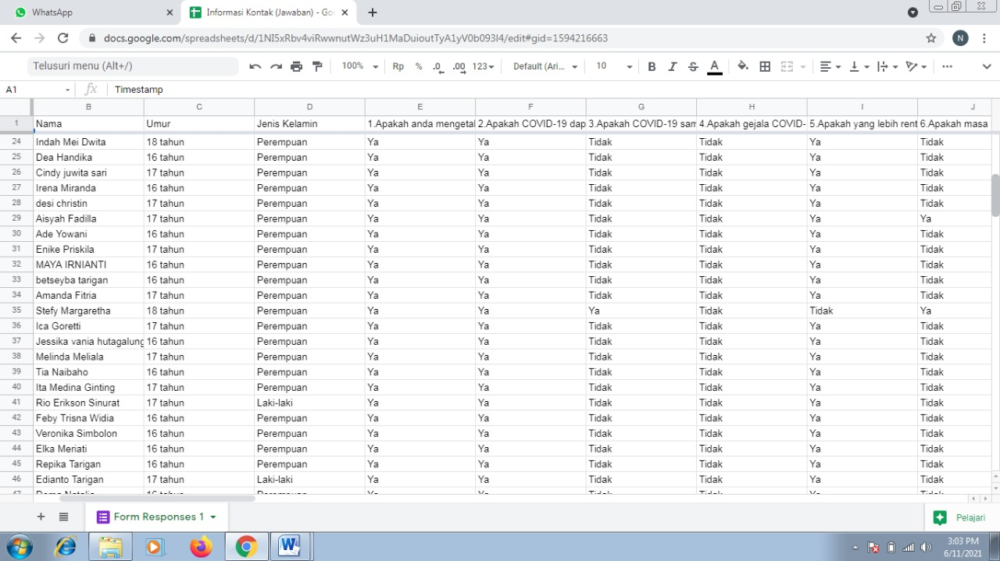 WhatsApp
Informasi Kontak (Jawaban) - Go
docs.google.com/spreadsheets/d/1NI5xRbv4viRwwnutWz3uH1MaDuioutTyA1yV0b093l4/edit#gid=1594216663
N
Telusuri menu (Alt+/)
100% Rp % .0 .00 123 Default (Ari... 10 B I S A
A1 fx Timestamp
B C D E F G H I J
1 Nama Umur Jenis Kelamin 1.Apakah anda mengetal 2.Apakah COVID-19 dap 3.Apakah COVID-19 sam 4.Apakah gejala COVID- 5.Apakah yang lebih rent 6.Apakah masa
24 Indah Mei Dwita 18 tahun Perempuan Ya Ya Tidak Tidak Ya Tidak
25 Dea Handika 16 tahun Perempuan Ya Ya Tidak Tidak Ya Tidak
26 Cindy juwita sari 17 tahun Perempuan Ya Ya Tidak Tidak Ya Tidak
27 Irena Miranda 16 tahun Perempuan Ya Ya Tidak Tidak Ya Tidak
28 desi christin 17 tahun Perempuan Ya Ya Tidak Tidak Ya Tidak
29 Aisyah Fadilla 17 tahun Perempuan Ya Ya Tidak Tidak Ya Ya
30 Ade Yowani 16 tahun Perempuan Ya Ya Tidak Tidak Ya Tidak
31 Enike Priskila 17 tahun Perempuan Ya Ya Tidak Tidak Ya Tidak
32 MAYA IRNIANTI 16 tahun Perempuan Ya Ya Tidak Tidak Ya Tidak
33 betseyba tarigan 16 tahun Perempuan Ya Ya Tidak Tidak Ya Tidak
34 Amanda Fitria 17 tahun Perempuan Ya Ya Tidak Tidak Ya Tidak
35 Stefy Margaretha 18 tahun Perempuan Ya Ya Ya Tidak Tidak Ya
36 Ica Goretti 17 tahun Perempuan Ya Ya Tidak Tidak Ya Tidak
37 Jessika vania hutagalung 16 tahun Perempuan Ya Ya Tidak Tidak Ya Tidak
38 Melinda Meliala 17 tahun Perempuan Ya Ya Tidak Tidak Ya Tidak
39 Tia Naibaho 16 tahun Perempuan Ya Ya Tidak Tidak Ya Tidak
40 Ita Medina Ginting 17 tahun Perempuan Ya Ya Tidak Tidak Ya Tidak
41 Rio Erikson Sinurat 17 tahun Laki-laki Ya Ya Tidak Tidak Ya Tidak
42 Feby Trisna Widia 16 tahun Perempuan Ya Ya Tidak Tidak Ya Tidak
43 Veronika Simbolon 16 tahun Perempuan Ya Ya Tidak Tidak Ya Tidak
44 Elka Meriati 16 tahun Perempuan Ya Ya Tidak Tidak Ya Tidak
45 Repika Tarigan 16 tahun Perempuan Ya Ya Tidak Tidak Ya Tidak
46 Edianto Tarigan 17 tahun Laki-laki Ya Ya Tidak Tidak Ya Tidak
Form Responses 1
Pelajari
3:03 PM
6/11/2021